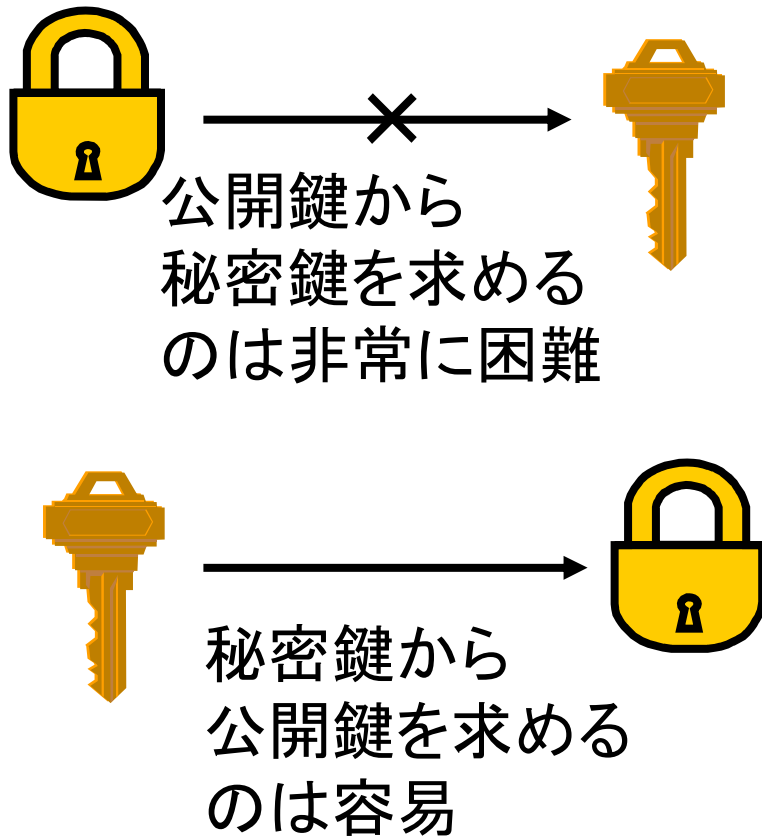 公開鍵から
秘密鍵を求める
のは非常に困難
秘密鍵から
公開鍵を求める
のは容易